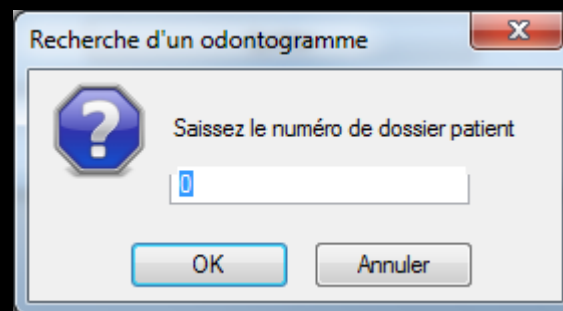 Recherche d'un odontogramme
Saissez le numéro de dossier patient
0
OK
Annuler